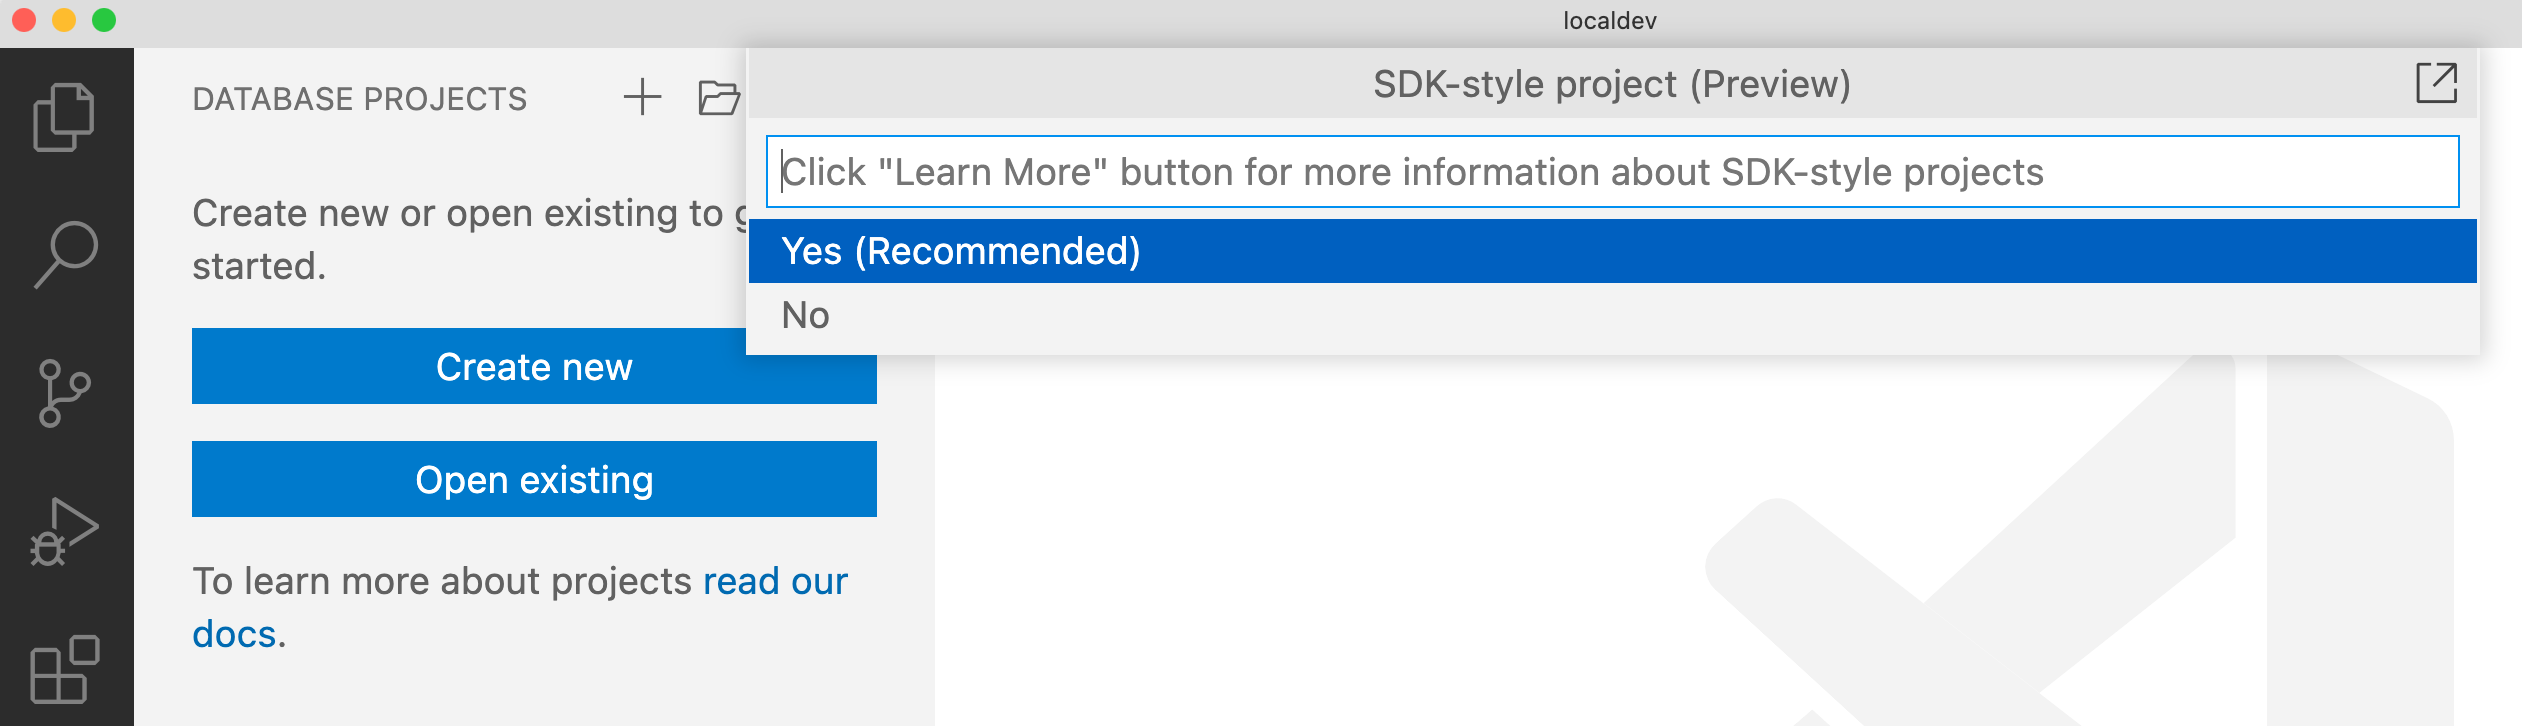 localdev
DATABASE PROJECTS
SDK-style project (Preview)
Click "Learn More" button for more information about SDK-style projects
Yes (Recommended)
No
Create new or open existing to g
started.
Create new
Open existing
To learn more about projects read our
docs.